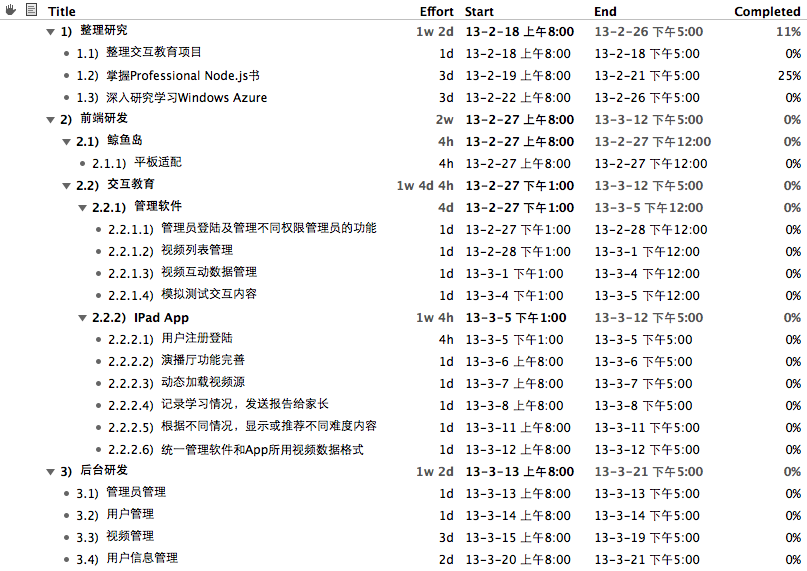 Title Effort Start End Completed
1) 整理研究 1w 2d 13-2-18 上午8:00 13-2-26 下午5:00 11%
1.1) 整理交互教育项目 1d 13-2-18 上午8:00 13-2-18 下午5:00 0%
1.2) 掌握Professional Node.js书 3d 13-2-19 上午8:00 13-2-21 下午5:00 25%
1.3) 深入研究学习Windows Azure 3d 13-2-22 上午8:00 13-2-26 下午5:00 0%
2) 前端研发 2w 13-2-27 上午8:00 13-3-12 下午5:00 0%
2.1) 鲸鱼岛 4h 13-2-27 上午8:00 13-2-27 下午12:00 0%
2.1.1) 平板适配 4h 13-2-27 上午8:00 13-2-27 下午12:00 0%
2.2) 交互教育 1w 4d 4h 13-2-27 下午1:00 13-3-12 下午5:00 0%
2.2.1) 管理软件 4d 13-2-27 下午1:00 13-3-5 下午12:00 0%
2.2.1.1) 管理员登陆及管理不同权限管理员的功能 1d 13-2-27 下午1:00 13-2-28 下午12:00 0%
2.2.1.2) 视频列表管理 1d 13-2-28 下午1:00 13-3-1 下午12:00 0%
2.2.1.3) 视频互动数据管理 1d 13-3-1 下午1:00 13-3-4 下午12:00 0%
2.2.1.4) 模拟测试交互内容 1d 13-3-4 下午1:00 13-3-5 下午12:00 0%
2.2.2) IPad App 1w 4h 13-3-5 下午1:00 13-3-12 下午5:00 0%
2.2.2.1) 用户注册登陆 4h 13-3-5 下午1:00 13-3-5 下午5:00 0%
2.2.2.2) 演播厅功能完善 1d 13-3-6 上午8:00 13-3-6 下午5:00 0%
2.2.2.3) 动态加载视频源 1d 13-3-7 上午8:00 13-3-7 下午5:00 0%
2.2.2.4) 记录学习情况，发送报告给家长 1d 13-3-8 上午8:00 13-3-8 下午5:00 0%
2.2.2.5) 根据不同情况，显示或推荐不同难度内容 1d 13-3-11 上午8:00 13-3-11 下午5:00 0%
2.2.2.6) 统一管理软件和App所用视频数据格式 1d 13-3-12 上午8:00 13-3-12 下午5:00 0%
3) 后台研发 1w 2d 13-3-13 上午8:00 13-3-21 下午5:00 0%
3.1) 管理员管理 1d 13-3-13 上午8:00 13-3-13 下午5:00 0%
3.2) 用户管理 1d 13-3-14 上午8:00 13-3-14 下午5:00 0%
3.3) 视频管理 3d 13-3-15 上午8:00 13-3-19 下午5:00 0%
3.4) 用户信息管理 2d 13-3-20 上午8:00 13-3-21 下午5:00 0%